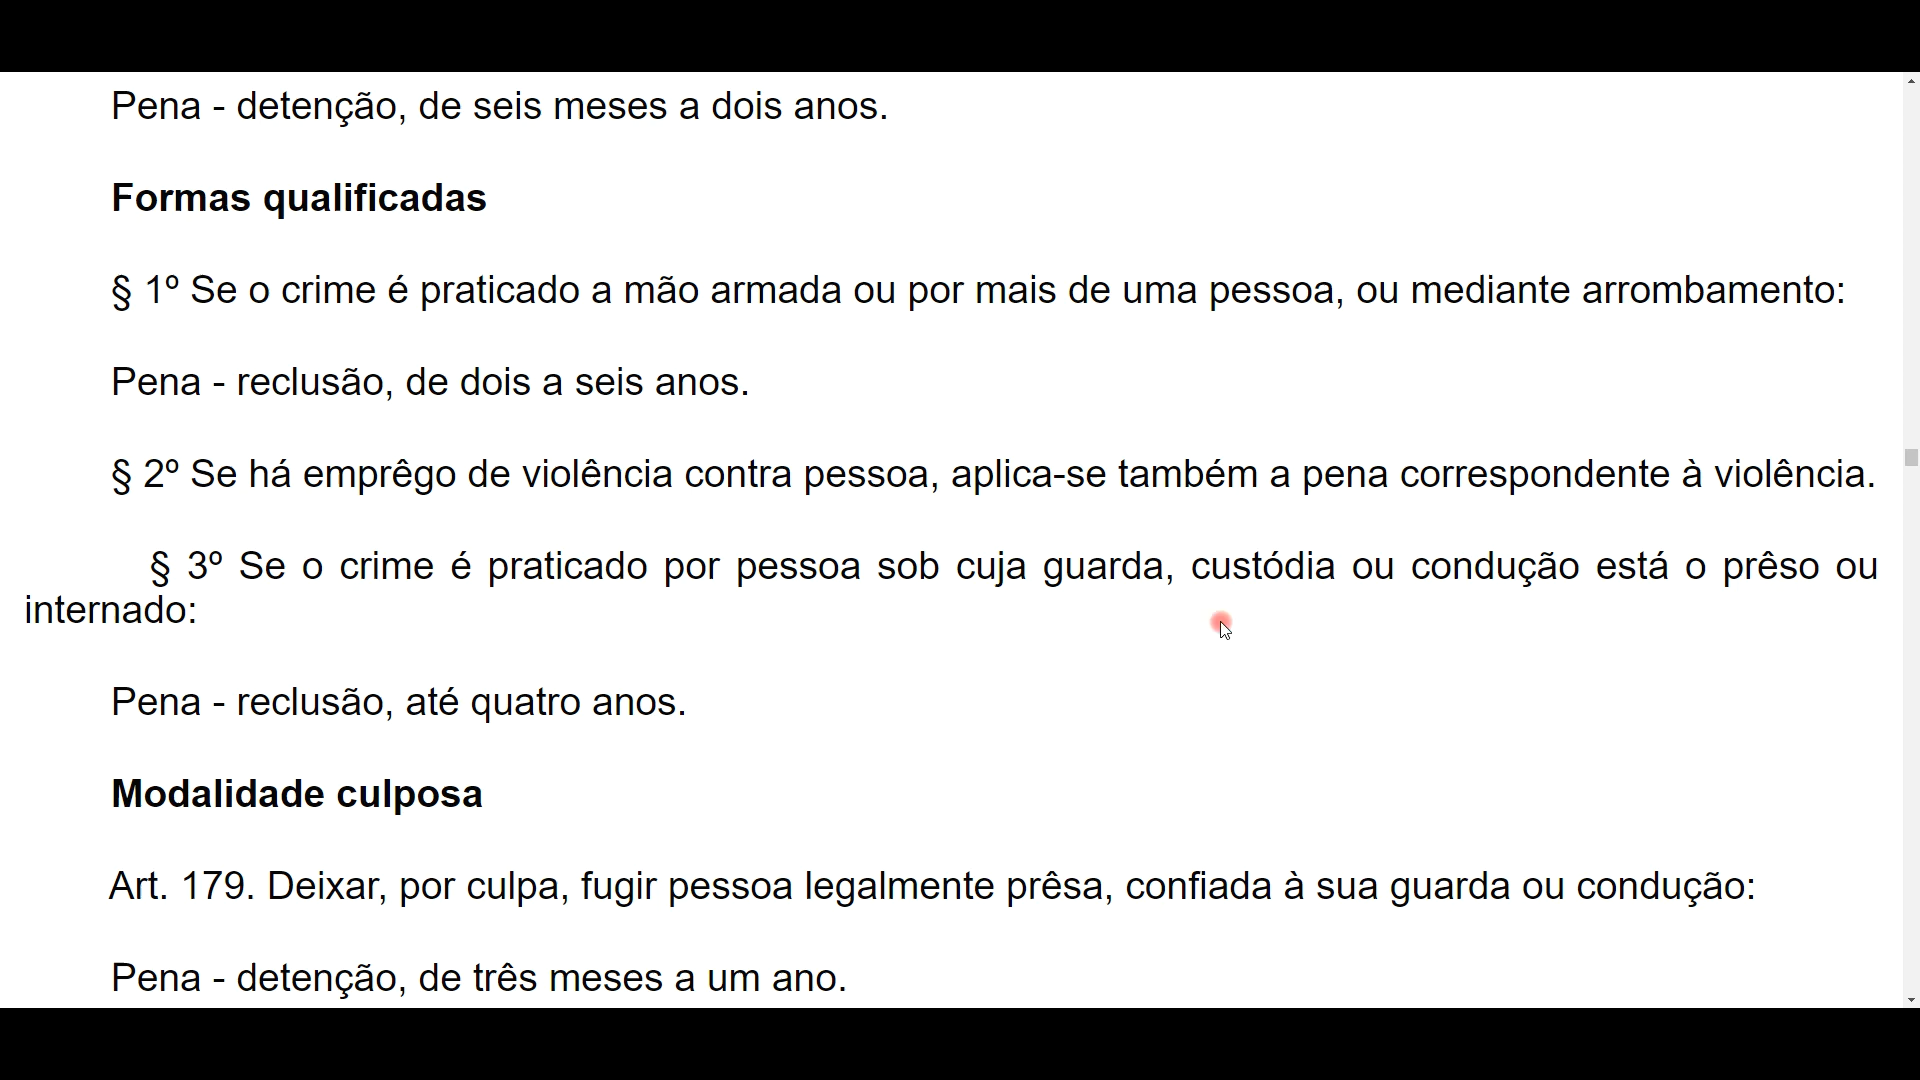 Pena - detenção, de seis meses a dois anos.
Formas qualificadas
§ 1º Se o crime é praticado a mão armada ou por mais de uma pessoa, ou mediante arrombamento:
Pena - reclusão, de dois a seis anos.
§ 2º Se há emprêgo de violência contra pessoa, aplica-se também a pena correspondente à violência.
§ 3º Se o crime é praticado por pessoa sob cuja guarda, custódia ou condução está o prêso ou
internado:
Pena - reclusão, até quatro anos.
Modalidade culposa
Art. 179. Deixar, por culpa, fugir pessoa legalmente prêsa, confiada à sua guarda ou condução:
Pena - detenção, de três meses a um ano.